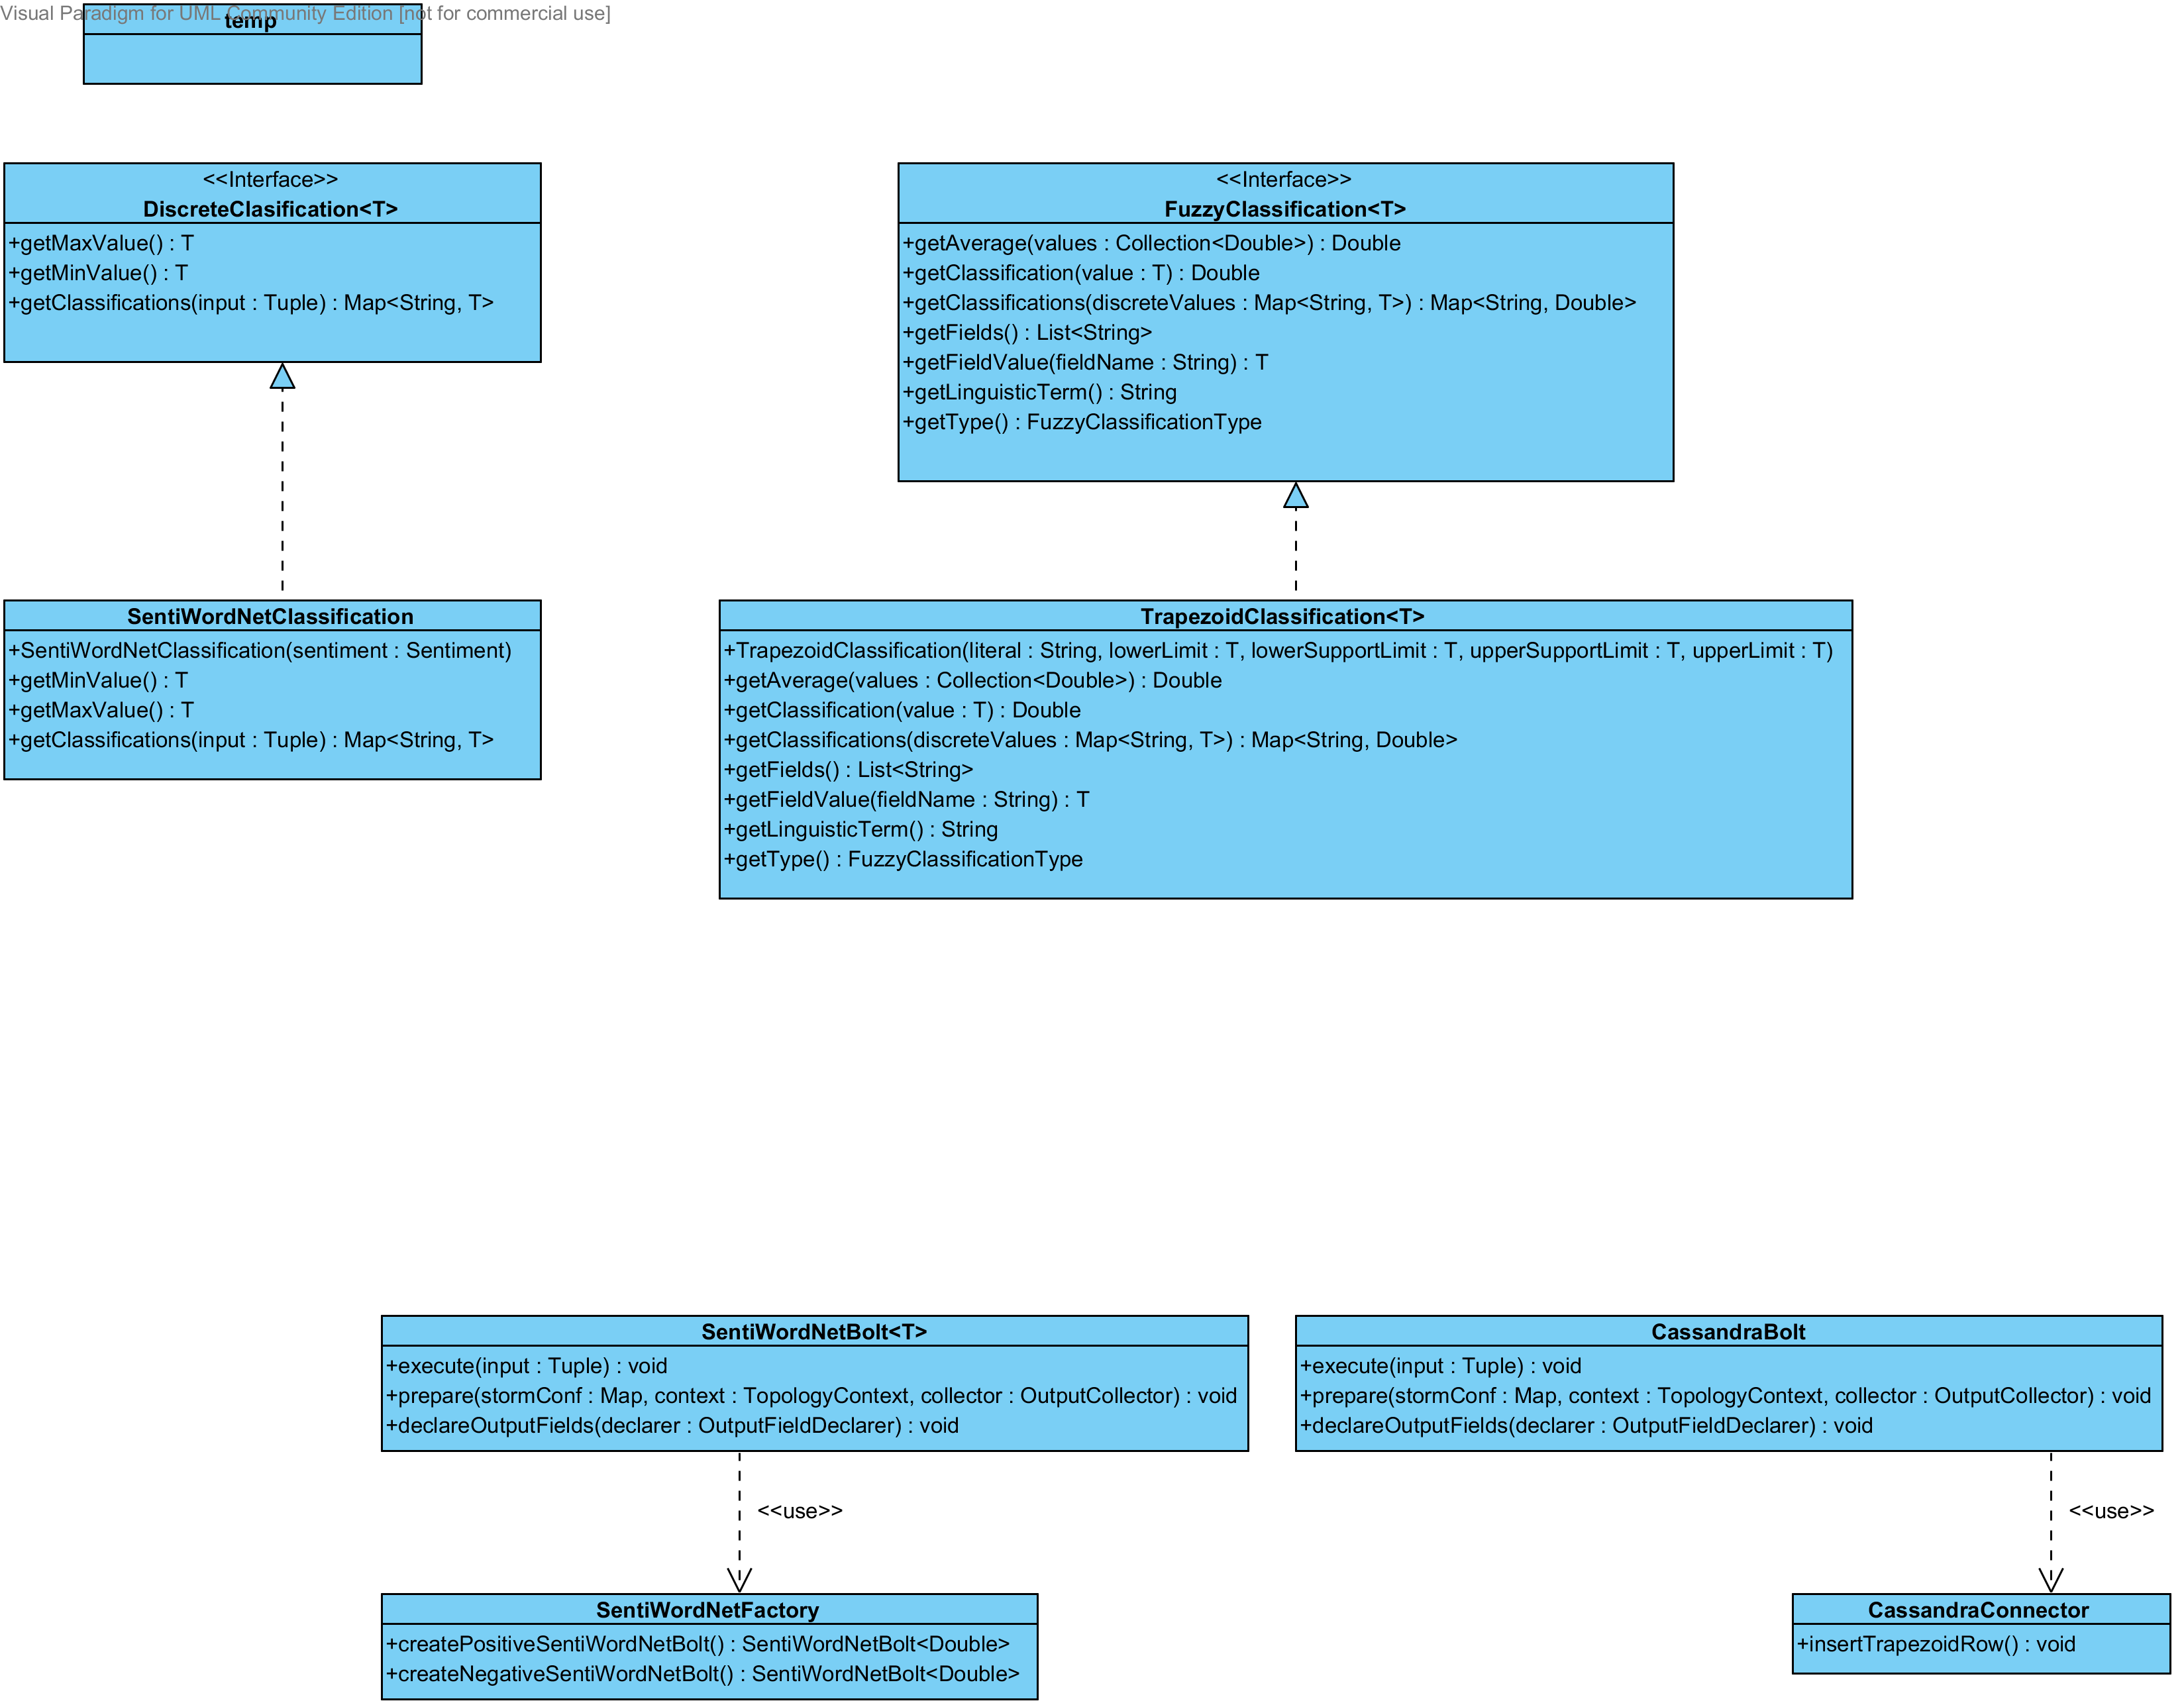 Visual Paradigm for UML Community Edition [not for commercial use]
temp
<<Interface>>
DiscreteClasification<T>
+getMaxValue() : T
+getMinValue() : T
+getClassifications(input : Tuple) : Map<String, T>
<<Interface>>
FuzzyClassification<T>
+getAverage(values : Collection<Double>) : Double
+getClassification(value : T) : Double
+getClassifications(discreteValues : Map<String, T>) : Map<String, Double>
+getFields() : List<String>
+getFieldValue(fieldName : String) : T
+getLinguisticTerm() : String
+getType() : FuzzyClassificationType
SentiWordNetClassification
+SentiWordNetClassification(sentiment : Sentiment)
+getMinValue() : T
+getMaxValue() : T
+getClassifications(input : Tuple) : Map<String, T>
TrapezoidClassification<T>
+TrapezoidClassification(literal : String, lowerLimit : T, lowerSupportLimit : T, upperSupportLimit : T, upperLimit : T)
+getAverage(values : Collection<Double>) : Double
+getClassification(value : T) : Double
+getClassifications(discreteValues : Map<String, T>) : Map<String, Double>
+getFields() : List<String>
+getFieldValue(fieldName : String) : T
+getLinguisticTerm() : String
+getType() : FuzzyClassificationType
SentiWordNetBolt<T>
+execute(input : Tuple) : void
+prepare(stormConf : Map, context : TopologyContext, collector : OutputCollector) : void
+declareOutputFields(declarer : OutputFieldDeclarer) : void
CassandraBolt
+execute(input : Tuple) : void
+prepare(stormConf : Map, context : TopologyContext, collector : OutputCollector) : void
+declareOutputFields(declarer : OutputFieldDeclarer) : void
<<use>>
<<use>>
SentiWordNetFactory
+createPositiveSentiWordNetBolt() : SentiWordNetBolt<Double>
+createNegativeSentiWordNetBolt() : SentiWordNetBolt<Double>
CassandraConnector
+insertTrapezoidRow() : void